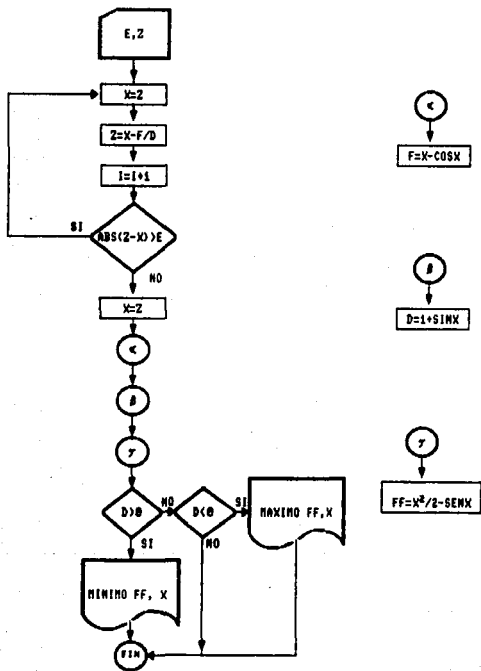 E,Z
X=Z
Z=X-F/D
I=I+1
SI
ABS(Z-X)>E
NO
X=Z
∝
β
γ
D>0
NO
D<0
SI
MAXIMO FF,X
SI
NO
MINIMO FF, X
FIN
∝
F=X-COSX
β
D=1+SINX
γ
FF=X²/2-SENX